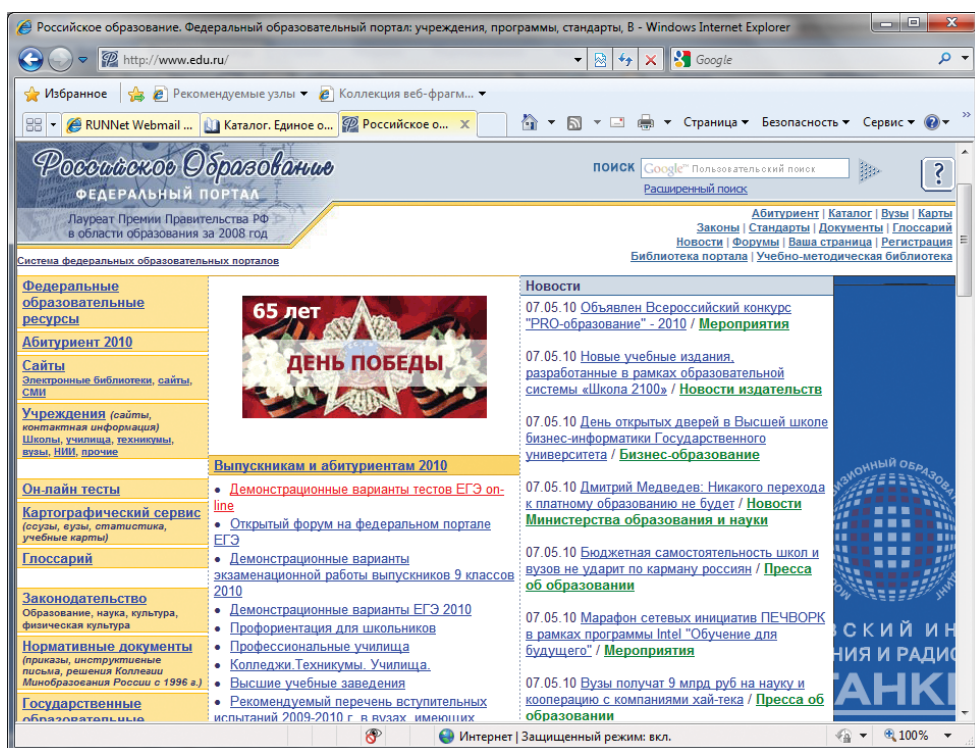 Российское образование. Федеральный образовательный портал: учреждения, программы, стандарты, В - Windows Internet Explorer
http://www.edu.ru/
Google
Избранное
Рекомендуемые узлы
Коллекция веб-фрагм...
RUNNet Webmail ...
Каталог. Единое о...
Российское о...
Страница
Безопасность
Сервис
Российское Образование
ФЕДЕРАЛЬНЫЙ ПОРТАЛ
Лауреат Премии Правительства РФ
в области образования за 2008 год
ПОИСК
Google™ Пользовательский поиск
Расширенный поиск
?
Абитуриент | Каталог | Вузы | Карты
Законы | Стандарты | Документы | Глоссарий
Новости | Форумы | Ваша страница | Регистрация
Библиотека портала | Учебно-методическая библиотека
Система федеральных образовательных порталов
Федеральные
образовательные
ресурсы
Абитуриент 2010
Сайты
Электронные библиотеки, сайты,
СМИ
Учреждения (сайты,
контактная информация)
Школы, училища, техникумы,
вузы, НИИ, прочие
Он-лайн тесты
Картографический сервис
(ссузы, вузы, статистика,
учебные карты)
Глоссарий
Законодательство
Образование, наука, культура,
физическая культура
Нормативные документы
(приказы, инструктивные
письма, решения Коллегии
Минобразования России с 1996 г.)
Государственные
образовательные
65 лет
ДЕНЬ ПОБЕДЫ
Выпускникам и абитуриентам 2010
• Демонстрационные варианты тестов ЕГЭ on-
line
• Открытый форум на федеральном портале
ЕГЭ
• Демонстрационные варианты
экзаменационной работы выпускников 9 классов
2010
• Демонстрационные варианты ЕГЭ 2010
• Профориентация для школьников
• Профессиональные училища
• Колледжи.Техникумы. Училища.
• Высшие учебные заведения
• Рекомендуемый перечень вступительных
испытаний 2009-2010 г. в вузах, имеющих
Новости
07.05.10 Объявлен Всероссийский конкурс
"PRO-образование" - 2010 / Мероприятия
07.05.10 Новые учебные издания,
разработанные в рамках образовательной
системы «Школа 2100» / Новости издательств
07.05.10 День открытых дверей в Высшей школе
бизнес-информатики Государственного
университета / Бизнес-образование
07.05.10 Дмитрий Медведев: Никакого перехода
к платному образованию не будет / Новости
Министерства образования и науки
07.05.10 Бюджетная самостоятельность школ и
вузов не ударит по карману россиян / Пресса
об образовании
07.05.10 Марафон сетевых инициатив ПЕЧВОРК
в рамках программы Intel "Обучение для
будущего" / Мероприятия
07.05.10 Вузы получат 9 млрд руб на науку и
кооперацию с компаниями хай-тека / Пресса об
образовании
СКИЙ ИН
НИЯ И РАДИО
АНКИ
Интернет | Защищенный режим: вкл.
100%